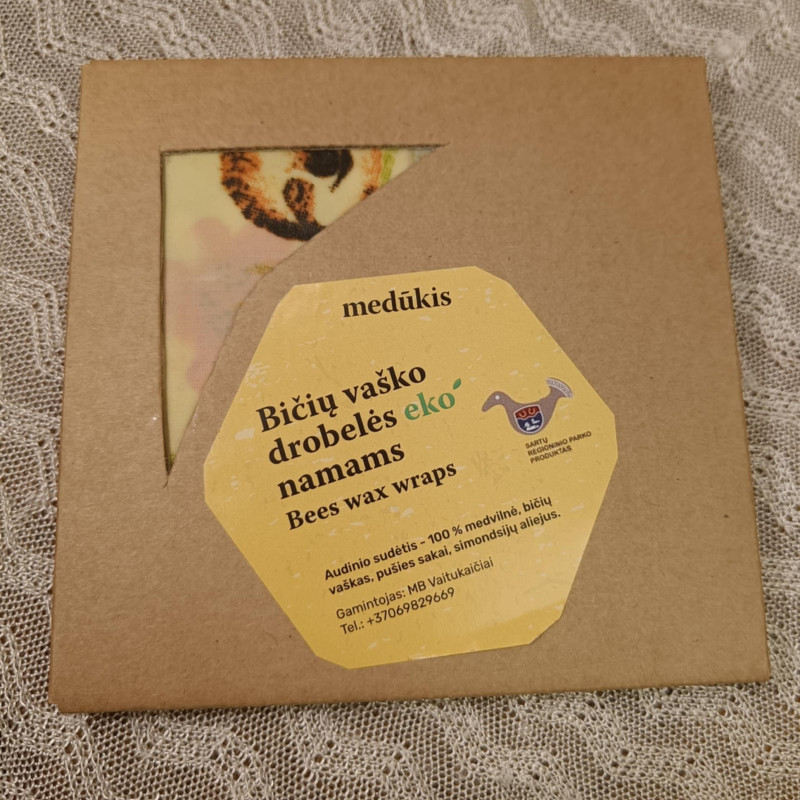 medūkis
Bičių vaško
drobelės eko
namams
Bees wax wraps
SARTŲ
REGIONINIO PARKO
PRODUKTAS
Audinio sudėtis - 100 % medvilnė, bičių
vaškas, pušies sakai, simondsijų aliejus.
Gamintojas: MB Vaitukaičiai
Tel.: +37069829669